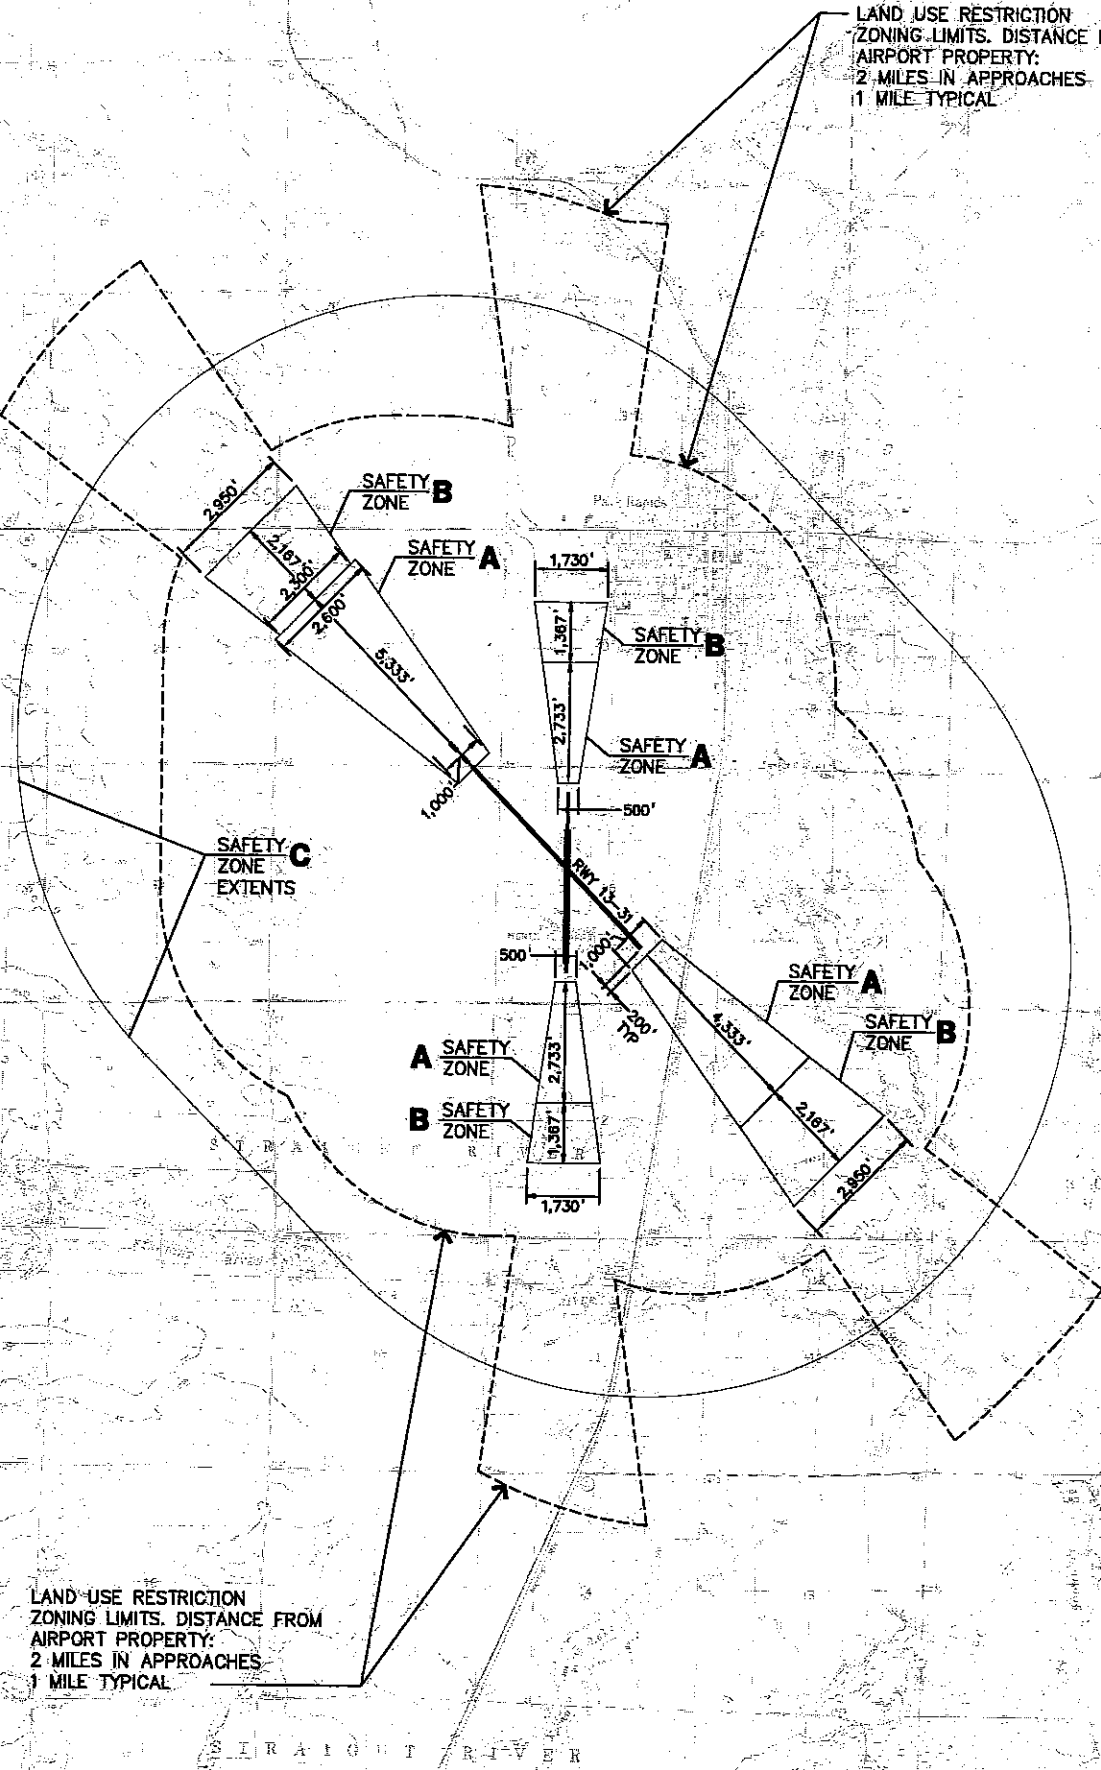 LAND USE RESTRICTION
ZONING LIMITS. DISTANCE
AIRPORT PROPERTY:
2 MILES IN APPROACHES
1 MILE TYPICAL
SAFETY
ZONE B
2,950'
2,167'
2,300'
2,600'
SAFETY
ZONE A
5,333'
1,000'
Park Rapids
1,730'
1,367'
SAFETY
ZONE B
2,733'
SAFETY
ZONE A
500'
SAFETY
ZONE C
EXTENTS
RWY 13-31
500'
1,000'
200'
TYP
SAFETY
ZONE A
4,333'
SAFETY
ZONE B
2,167'
2,950'
A SAFETY
ZONE
2,733'
B SAFETY
ZONE
1,367'
1,730'
LAND USE RESTRICTION
ZONING LIMITS. DISTANCE FROM
AIRPORT PROPERTY:
2 MILES IN APPROACHES
1 MILE TYPICAL
RIVER